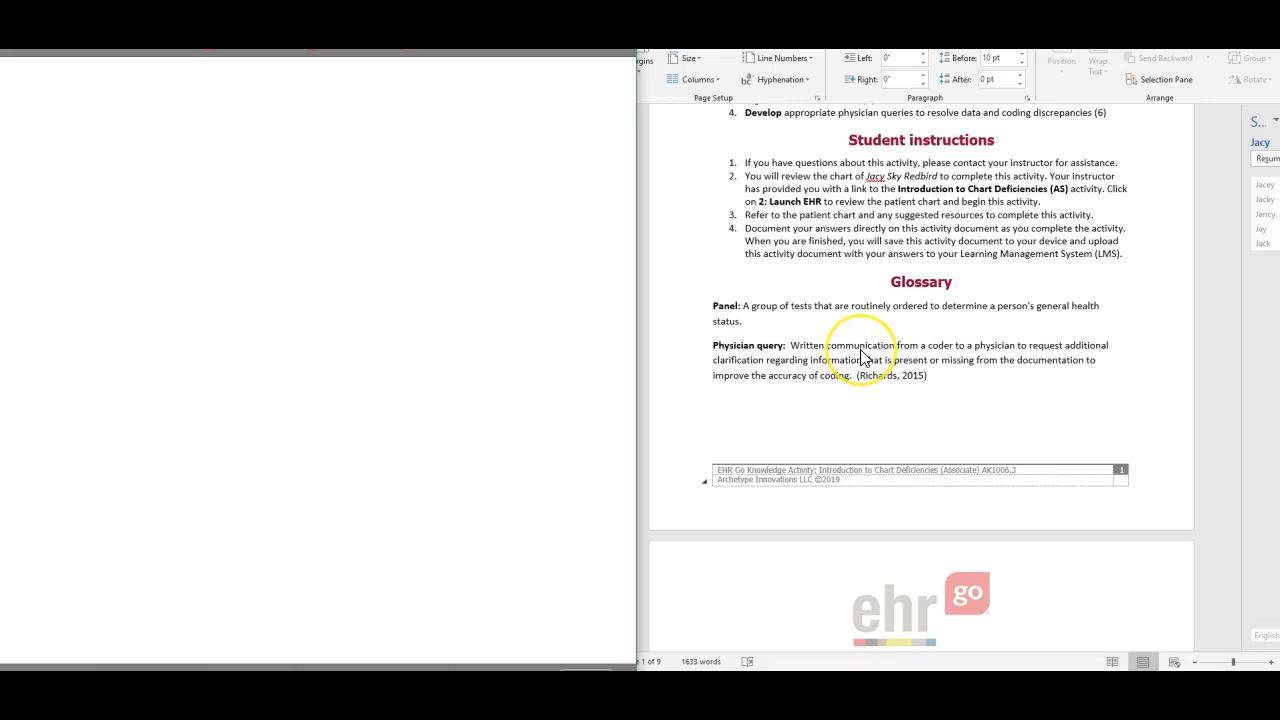 Size
Line Numbers
Left: 0"
Before: 10 pt
Position
Wrap
Text
Send Backward
Group
Columns
Hyphenation
Right: 0"
After: 0 pt
Selection Pane
Rotate
Page Setup
Paragraph
Arrange
4. Develop appropriate physician queries to resolve data and coding discrepancies (6)
Student instructions
1. If you have questions about this activity, please contact your instructor for assistance.
2. You will review the chart of Jacy Sky Redbird to complete this activity. Your instructor
has provided you with a link to the Introduction to Chart Deficiencies (AS) activity. Click
on 2: Launch EHR to review the patient chart and begin this activity.
3. Refer to the patient chart and any suggested resources to complete this activity.
4. Document your answers directly on this activity document as you complete the activity.
When you are finished, you will save this activity document to your device and upload
this activity document with your answers to your Learning Management System (LMS).
Glossary
Panel: A group of tests that are routinely ordered to determine a person's general health
status.
Physician query: Written communication from a coder to a physician to request additional
clarification regarding information that is present or missing from the documentation to
improve the accuracy of coding. (Richards, 2015)
EHR Go Knowledge Activity: Introduction to Chart Deficiencies (Associate) AK1006.3
1
Archetype Innovations LLC ©2019
ehr go
S...
Jacy
Resum
Jacey
Jacky
Jancy
Jay
Jack
English
1 of 9
1633 words